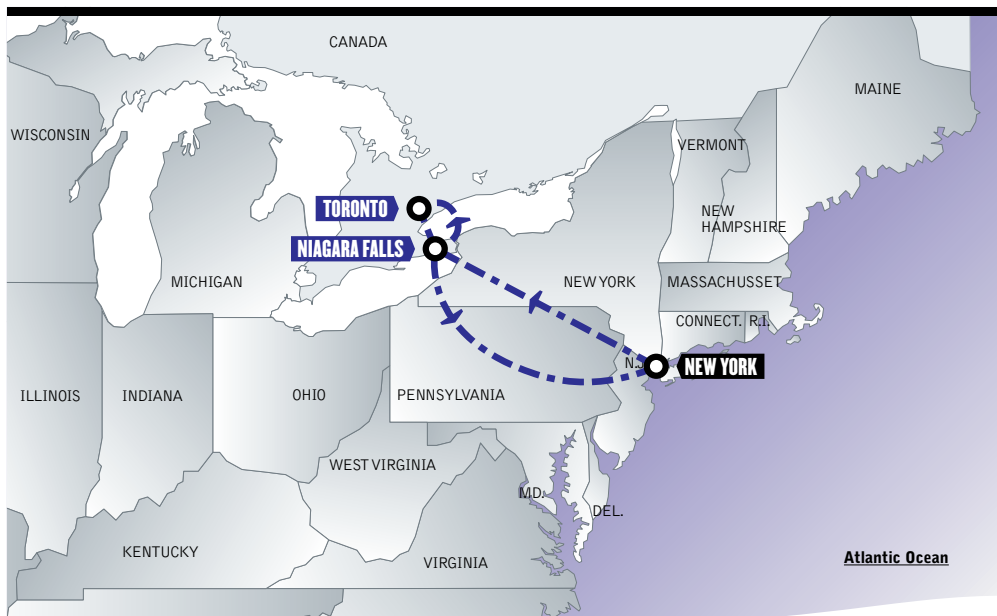 CANADA
MAINE
WISCONSIN
VERMONT
TORONTO
NEW
HAMPSHIRE
NIAGARA FALLS
MICHIGAN
NEW YORK
MASSACHUSSET
CONNECT. R.I.
N.J.
NEW YORK
ILLINOIS
INDIANA
OHIO
PENNSYLVANIA
WEST VIRGINIA
MD.
DEL.
KENTUCKY
VIRGINIA
Atlantic Ocean